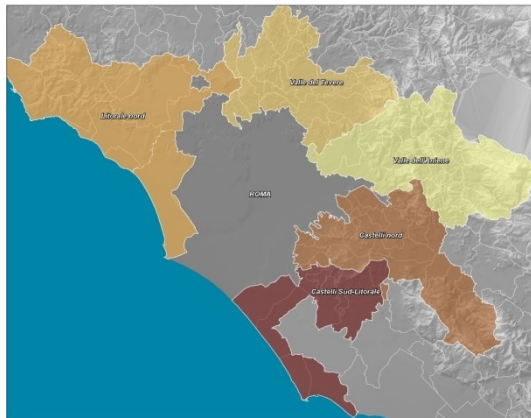 Valle del Tevere
Litorale nord
Valle dell'Aniene
ROMA
Castelli nord
Castelli Sud-Litorale